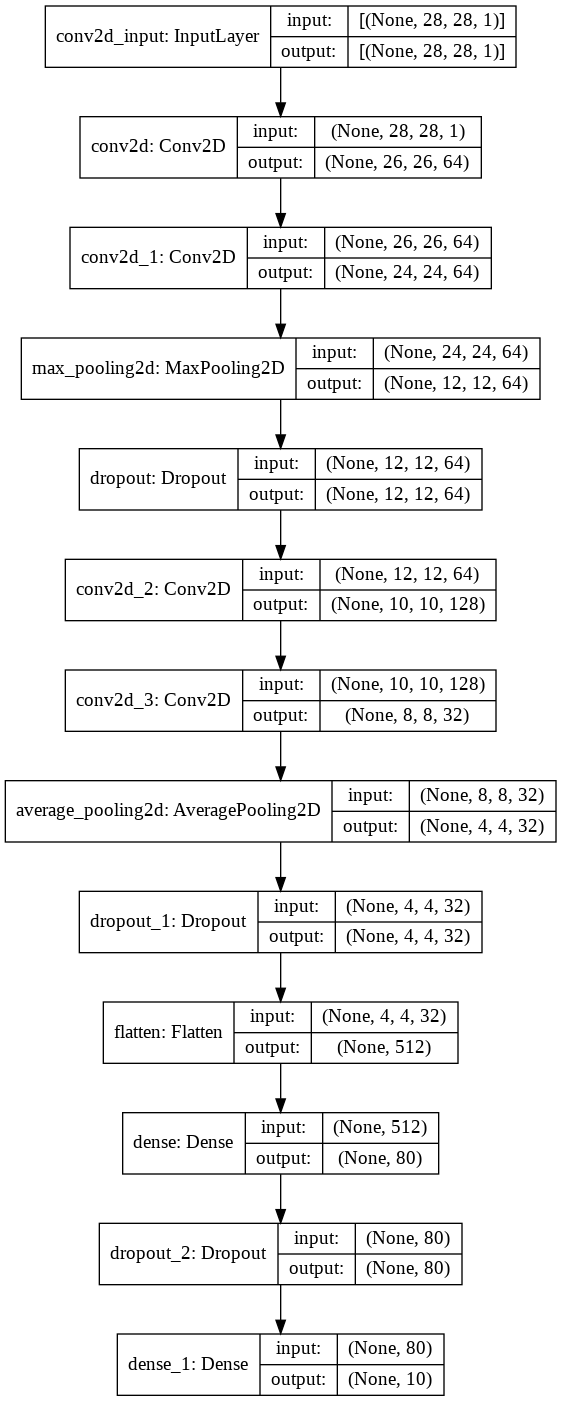 conv2d_input: InputLayer
input:
[(None, 28, 28, 1)]
output:
[(None, 28, 28, 1)]
conv2d: Conv2D
input:
(None, 28, 28, 1)
output:
(None, 26, 26, 64)
conv2d_1: Conv2D
input:
(None, 26, 26, 64)
output:
(None, 24, 24, 64)
max_pooling2d: MaxPooling2D
input:
(None, 24, 24, 64)
output:
(None, 12, 12, 64)
dropout: Dropout
input:
(None, 12, 12, 64)
output:
(None, 12, 12, 64)
conv2d_2: Conv2D
input:
(None, 12, 12, 64)
output:
(None, 10, 10, 128)
conv2d_3: Conv2D
input:
(None, 10, 10, 128)
output:
(None, 8, 8, 32)
average_pooling2d: AveragePooling2D
input:
(None, 8, 8, 32)
output:
(None, 4, 4, 32)
dropout_1: Dropout
input:
(None, 4, 4, 32)
output:
(None, 4, 4, 32)
flatten: Flatten
input:
(None, 4, 4, 32)
output:
(None, 512)
dense: Dense
input:
(None, 512)
output:
(None, 80)
dropout_2: Dropout
input:
(None, 80)
output:
(None, 80)
dense_1: Dense
input:
(None, 80)
output:
(None, 10)